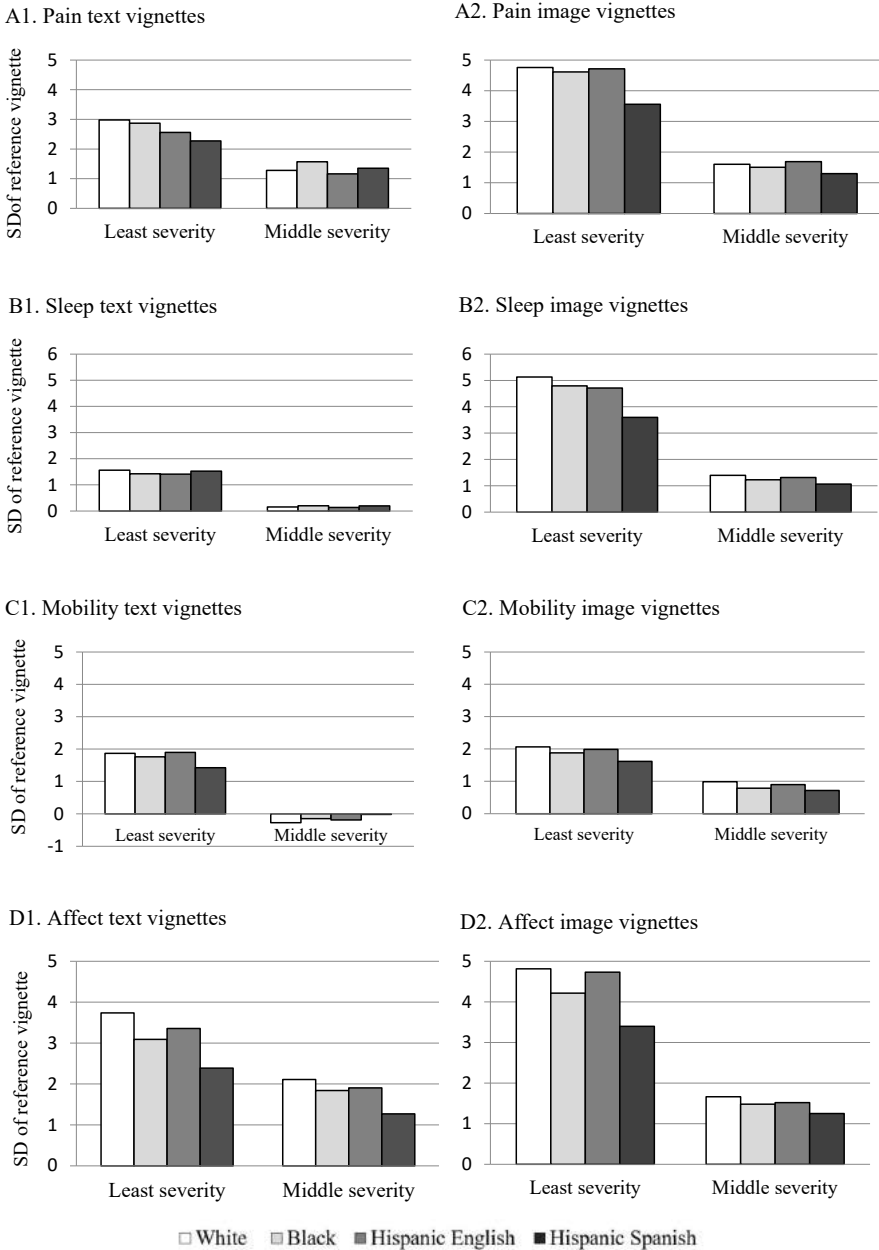 A1. Pain text vignettes
A2. Pain image vignettes
SDof reference vignette
5
4
3
2
1
0
Least severity
Middle severity
5
4
3
2
1
0
Least severity
Middle severity
B1. Sleep text vignettes
B2. Sleep image vignettes
SD of reference vignette
6
5
4
3
2
1
0
Least severity
Middle severity
6
5
4
3
2
1
0
Least severity
Middle severity
C1. Mobility text vignettes
C2. Mobility image vignettes
SD of reference vignette
5
4
3
2
1
0
-1
Least severity
Middle severity
5
4
3
2
1
0
Least severity
Middle severity
D1. Affect text vignettes
D2. Affect image vignettes
SD of reference vignette
5
4
3
2
1
0
Least severity
Middle severity
5
4
3
2
1
0
Least severity
Middle severity
White Black Hispanic English Hispanic Spanish